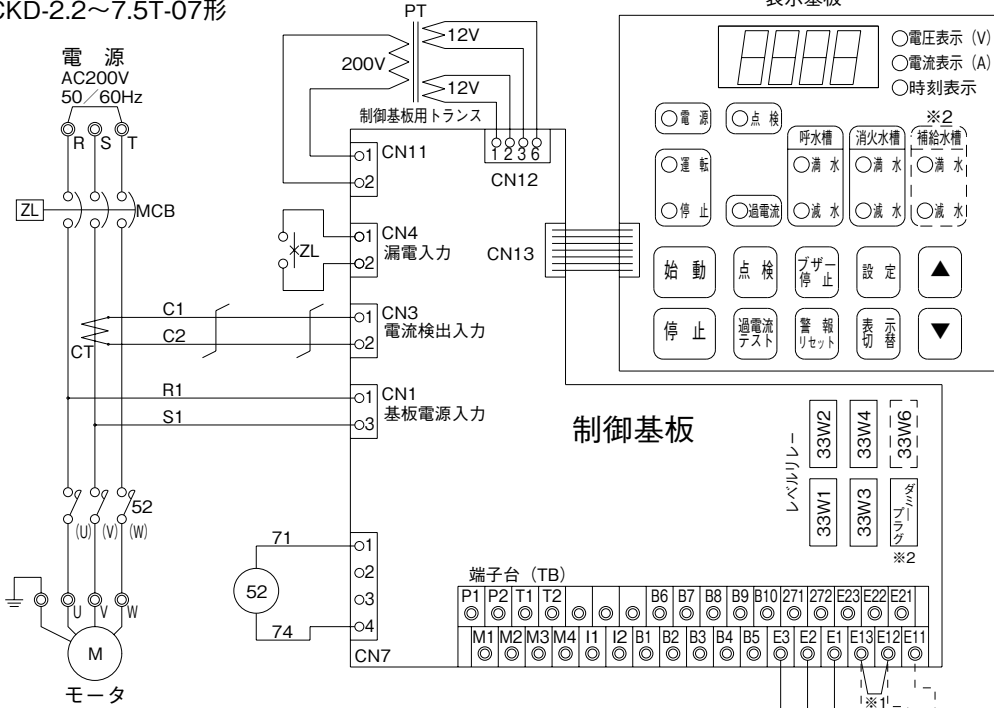 CKD-2.2〜7.5T-07形
電 源
AC200V
50／60Hz
R S T
ZL
MCB
C1
C2
CT
R1
S1
52
(U) (V) (W)
U V W
M
モータ
PT
12V
200V
12V
制御基板用トランス
1 2 3 6
CN12
1 CN11
2
1 CN4
漏電入力
2
ZL
CN13
1 CN3
電流検出入力
2
1 CN1
基板電源入力
3
71
52
74
1
2
3
4
CN7
制御基板
レベルリレー
33W2 33W4 33W6
33W1 33W3 ダミープラグ
※2
端子台（TB）
P1 P2 T1 T2 B6 B7 B8 B9 B10 271 272 E23 E22 E21
M1 M2 M3 M4 I1 I2 B1 B2 B3 B4 B5 E3 E2 E1 E13 E12 E11
※1
電圧表示（V）
電流表示（A）
時刻表示
※2
電 源 点 検
呼水槽 消火水槽 補給水槽
運 転 満 水 満 水 満 水
停 止 過電流 減 水 減 水 減 水
始 動 点 検 ブザー停 止 設 定 ▲
停 止 過電流テスト 警 報リセット 表 示切 替 ▼